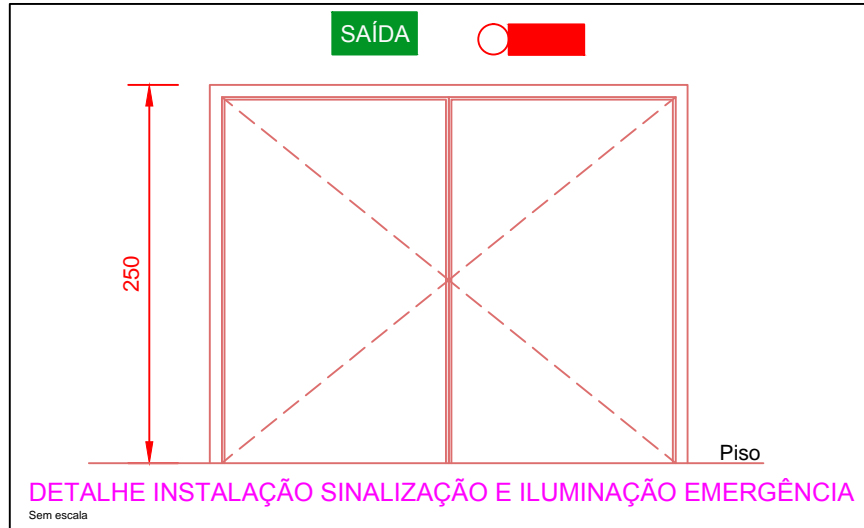 SAÍDA
250
Piso
DETALHE INSTALAÇÃO SINALIZAÇÃO E ILUMINAÇÃO EMERGÊNCIA
Sem escala